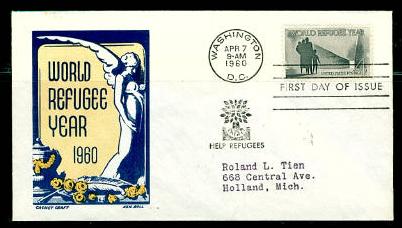 WORLD
REFUGEE
YEAR
1960
CACHET CRAFT
KEN BOLL
WASHINGTON
APR 7
9-AM
1960
D.C.
WORLD REFUGEE YEAR
UNITED STATES POSTAGE
FIRST DAY OF ISSUE
HELP REFUGEES
Roland L. Tien
668 Central Ave.
Holland, Mich.